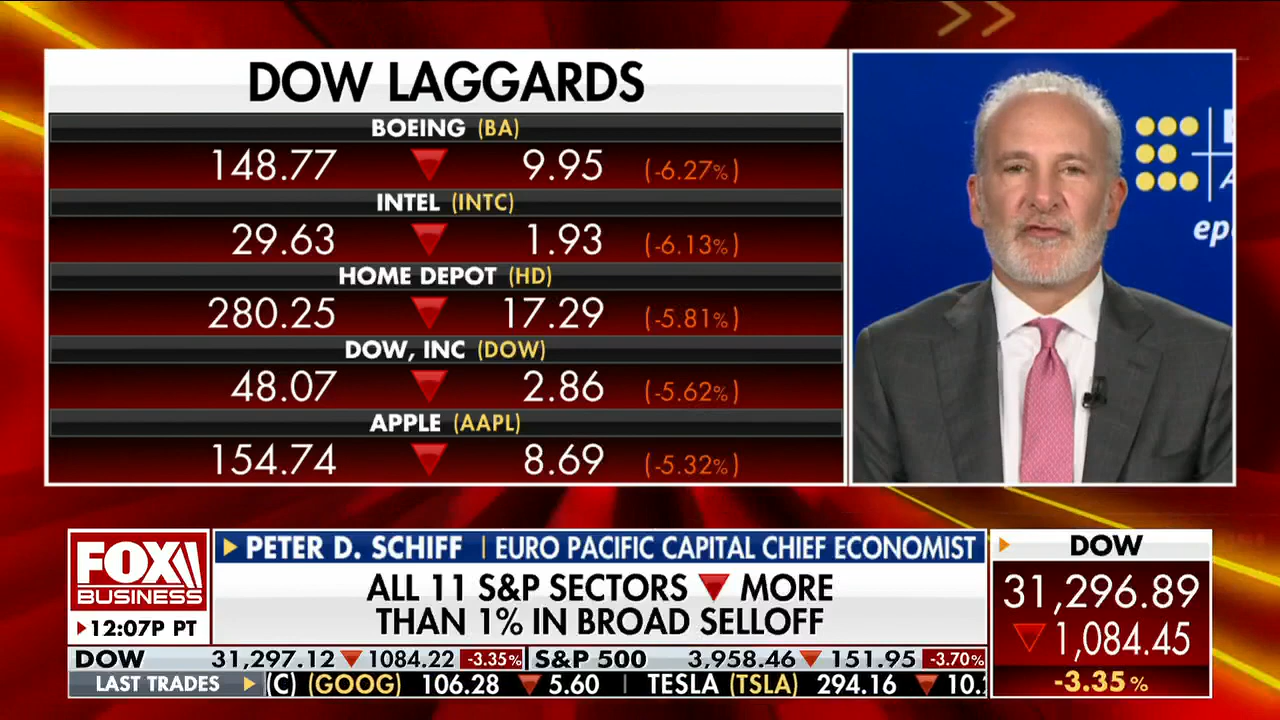 DOW LAGGARDS
BOEING (BA)
148.77 ▼ 9.95 (-6.27%)
INTEL (INTC)
29.63 ▼ 1.93 (-6.13%)
HOME DEPOT (HD)
280.25 ▼ 17.29 (-5.81%)
DOW, INC (DOW)
48.07 ▼ 2.86 (-5.62%)
APPLE (AAPL)
154.74 ▼ 8.69 (-5.32%)
FOX
BUSINESS
12:07P PT
PETER D. SCHIFF | EURO PACIFIC CAPITAL CHIEF ECONOMIST
ALL 11 S&P SECTORS ▼ MORE
THAN 1% IN BROAD SELLOFF
DOW
31,296.89
▼ 1,084.45
-3.35%
DOW 31,297.12 ▼ 1084.22 -3.35% S&P 500 3,958.46 ▼ 151.95 -3.70%
LAST TRADES (C) (GOOG) 106.28 ▼ 5.60 | TESLA (TSLA) 294.16 ▼ 10.